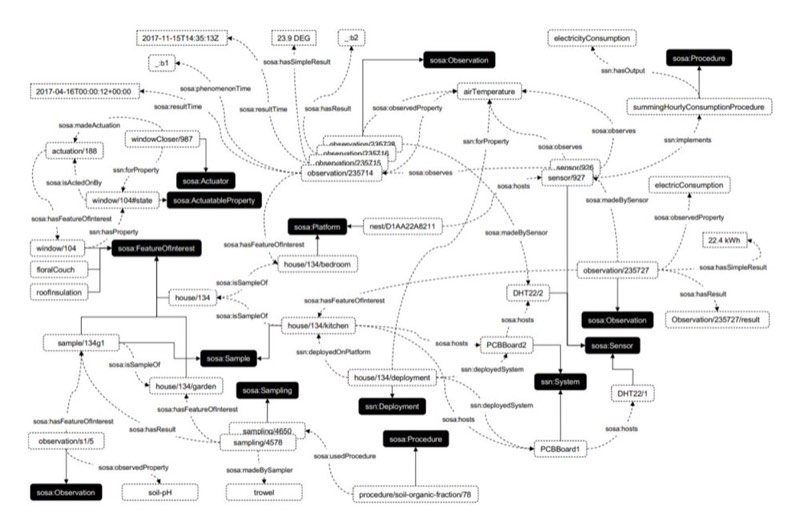 electricityConsumption
2017-11-15T14:35:13Z
23.9 DEG
_:b2
sosa:Observation
sosa:Procedure
_:b1
sosa:hasSimpleResult
ssn:hasOutput
2017-04-16T00:00:12+00:00
sosa:phenomenonTime
sosa:resultTime
sosa:resultTime
sosa:hasResult
sosa:observedProperty
airTemperature
summingHourlyConsumptionProcedure
sosa:madeActuation
windowCloser/987
observation/235728
observation/235716
observation/235715
observation/235714
ssn:forProperty
sosa:observes
sosa:observes
ssn:implements
actuation/188
ssn:forProperty
sosa:observes
sensor/926
sensor/927
sosa:isActedOnBy
sosa:Actuator
sosa:hosts
electricConsumption
window/104#state
sosa:ActuatableProperty
sosa:madeBySensor
sosa:hasFeatureOfInterest
sosa:Platform
nest/D1AA22A8211
sosa:observedProperty
ssn:hasProperty
sosa:madeBySensor
22.4 kWh
window/104
sosa:FeatureOfInterest
sosa:hasFeatureOfInterest
floralCouch
house/134/bedroom
observation/235727
sosa:hasSimpleResult
roofInsulation
sosa:isSampleOf
house/134
DHT22/2
sosa:hasResult
sosa:hasFeatureOfInterest
sosa:isSampleOf
house/134/kitchen
sosa:hosts
sosa:Observation
Observation/235727/result
sample/134g1
sosa:hosts
PCBBoard2
sosa:Sensor
sosa:Sample
ssn:deployedOnPlatform
sosa:isSampleOf
ssn:deployedSystem
house/134/garden
house/134/deployment
ssn:System
sosa:Sampling
DHT22/1
sosa:hasFeatureOfInterest
ssn:Deployment
ssn:deployedSystem
sosa:hasFeatureOfInterest
sosa:hosts
sosa:hasResult
sampling/4650
sampling/4578
sosa:Procedure
sosa:hosts
observation/s1/5
sosa:usedProcedure
PCBBoard1
sosa:observedProperty
sosa:madeBySampler
sosa:Observation
soil-pH
trowel
procedure/soil-organic-fraction/78